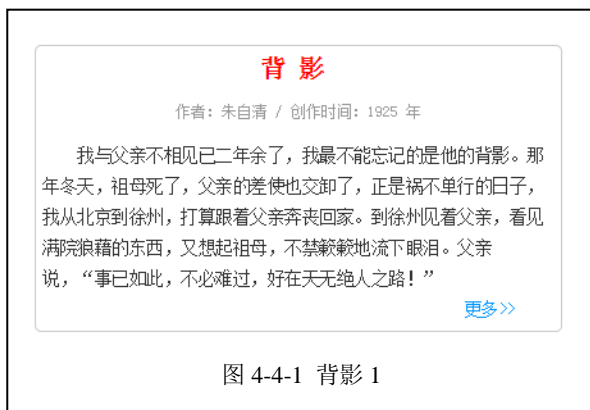 背 影
作者：朱自清 / 创作时间：1925 年
我与父亲不相见已二年余了，我最不能忘记的是他的背影。那
年冬天，祖母死了，父亲的差使也交卸了，正是祸不单行的日子，
我从北京到徐州，打算跟着父亲奔丧回家。到徐州见着父亲，看见
满院狼藉的东西，又想起祖母，不禁簌簌地流下眼泪。父亲
说，“事已如此，不必难过，好在天无绝人之路！”
更多>>
图 4-4-1 背影 1